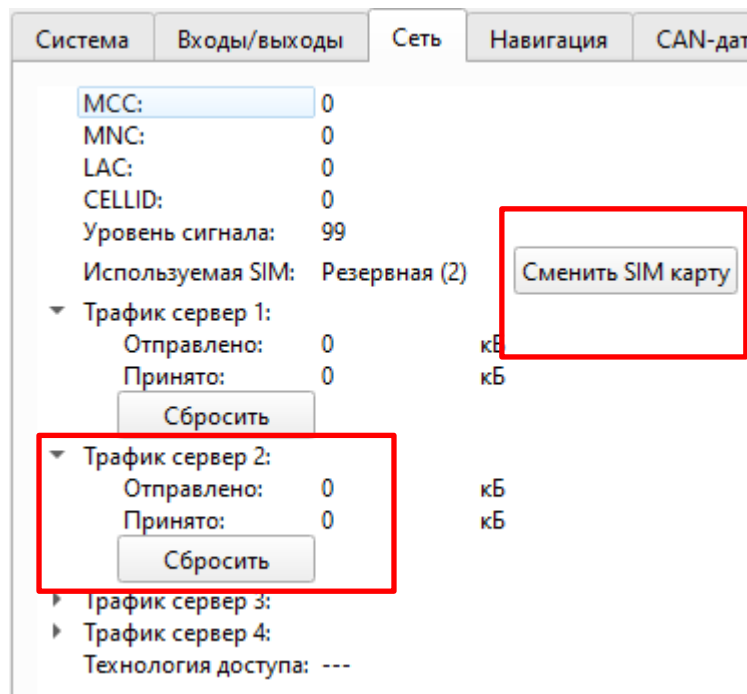 Система Входы/выходы Сеть Навигация CAN-дат
MCC: 0
MNC: 0
LAC: 0
CELLID: 0
Уровень сигнала: 99
Используемая SIM: Резервная (2) Сменить SIM карту
Трафик сервер 1:
Отправлено: 0 кБ
Принято: 0 кБ
Сбросить
Трафик сервер 2:
Отправлено: 0 кБ
Принято: 0 кБ
Сбросить
Трафик сервер 3:
Трафик сервер 4:
Технология доступа: ---